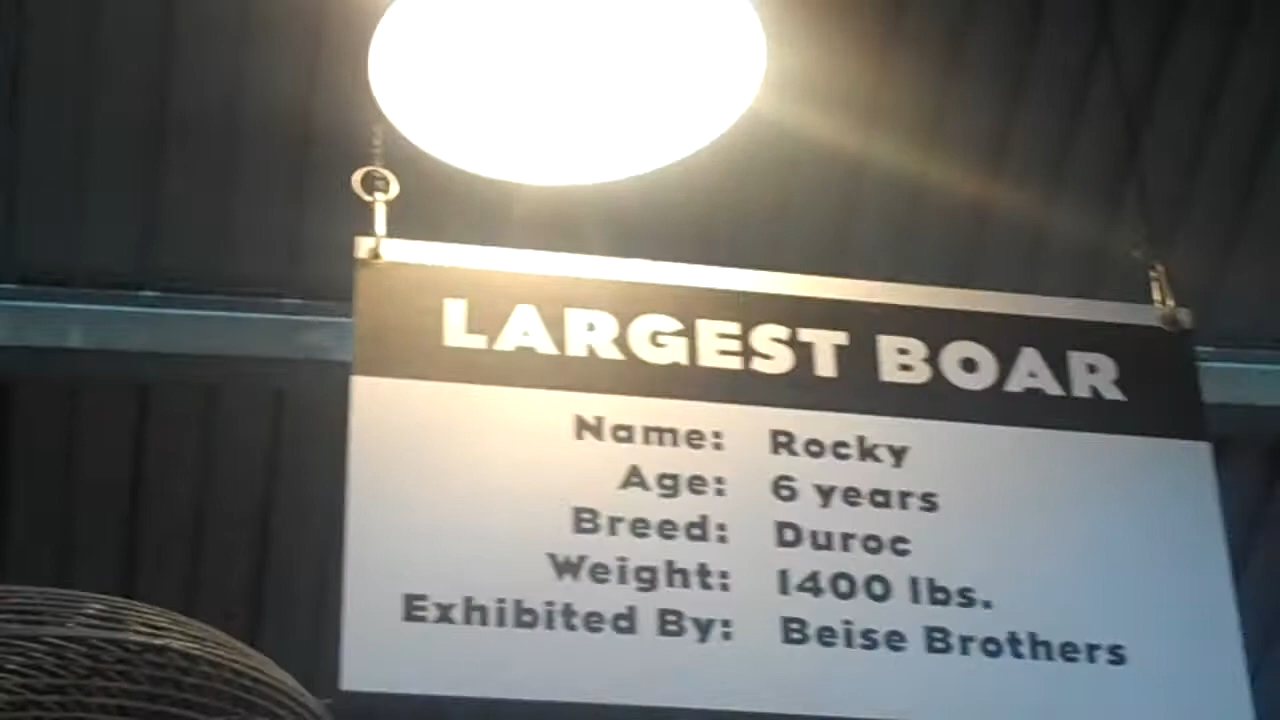 LARGEST BOAR
Name: Rocky
Age: 6 years
Breed: Duroc
Weight: 1400 lbs.
Exhibited By: Beise Brothers